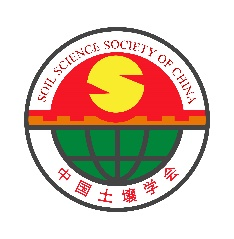 SOIL SCIENCE SOCIETY OF CHINA
中国土壤学会